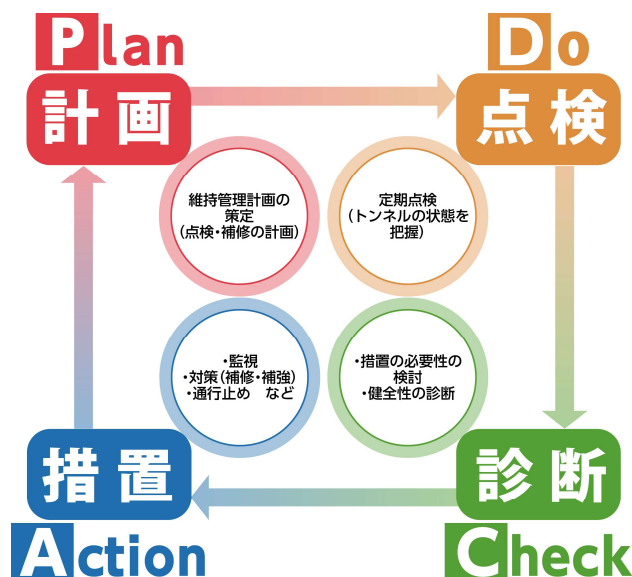 Plan
計画
Do
点検
維持管理計画の
策定
(点検・補修の計画)
定期点検
(トンネルの状態を
把握)
・監視
・対策(補修・補強)
・通行止め　など
・措置の必要性の
検討
・健全性の診断
措置
Action
診断
Check